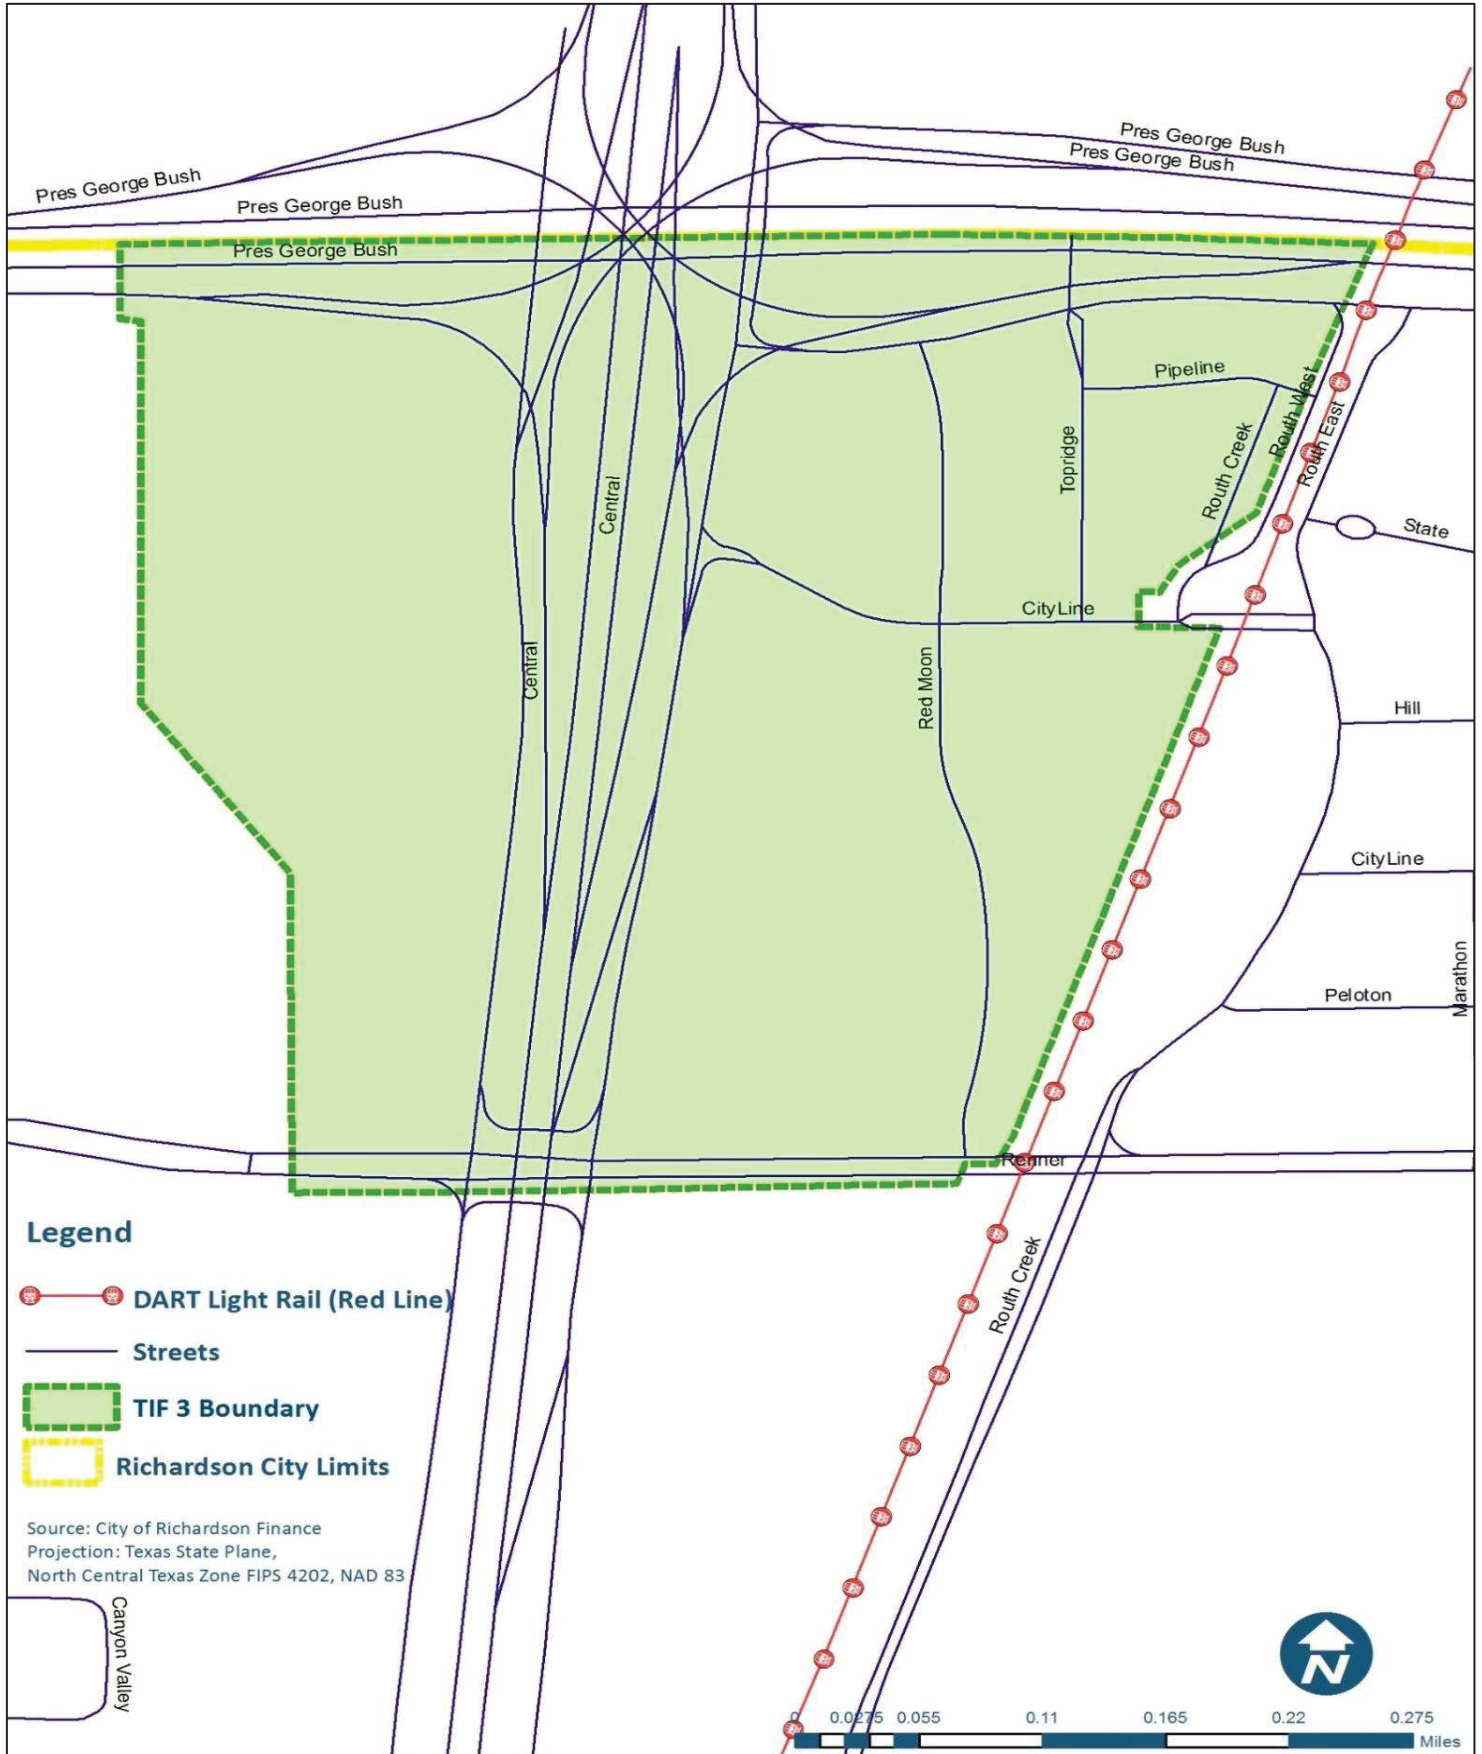 Pres George Bush
Pres George Bush
Pres George Bush
Pres George Bush
Pres George Bush
Pipeline
Routh West
Routh East
Routh Creek
Topridge
Central
State
CityLine
Central
Red Moon
Hill
CityLine
Marathon
Peloton
Renner
Routh Creek
Legend
DART Light Rail (Red Line)
Streets
TIF 3 Boundary
Richardson City Limits
Source: City of Richardson Finance
Projection: Texas State Plane,
North Central Texas Zone FIPS 4202, NAD 83
Canyon Valley
N
0 0.0275 0.055 0.11 0.165 0.22 0.275
Miles